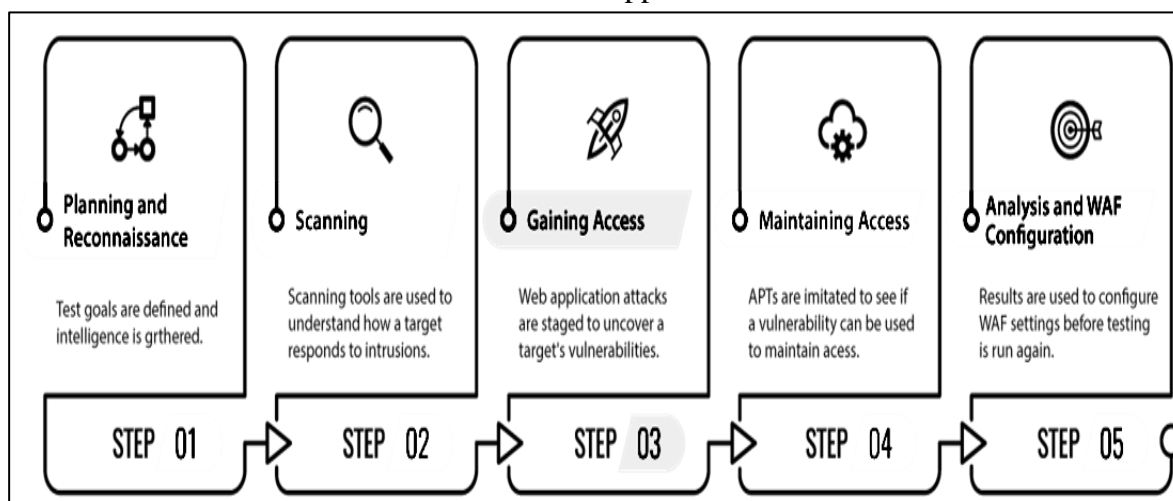 Planning and
Reconnaissance
Test goals are defined and
intelligence is grthered.
STEP 01
Scanning
Scanning tools are used to
understand how a target
responds to intrusions.
STEP 02
Gaining Access
Web application attacks
are staged to uncover a
target's vulnerabilities.
STEP 03
Maintaining Access
APTs are imitated to see if
a vulnerability can be used
to maintain acess.
STEP 04
Analysis and WAF
Configuration
Results are used to configure
WAF settings before testing
is run again.
STEP 05